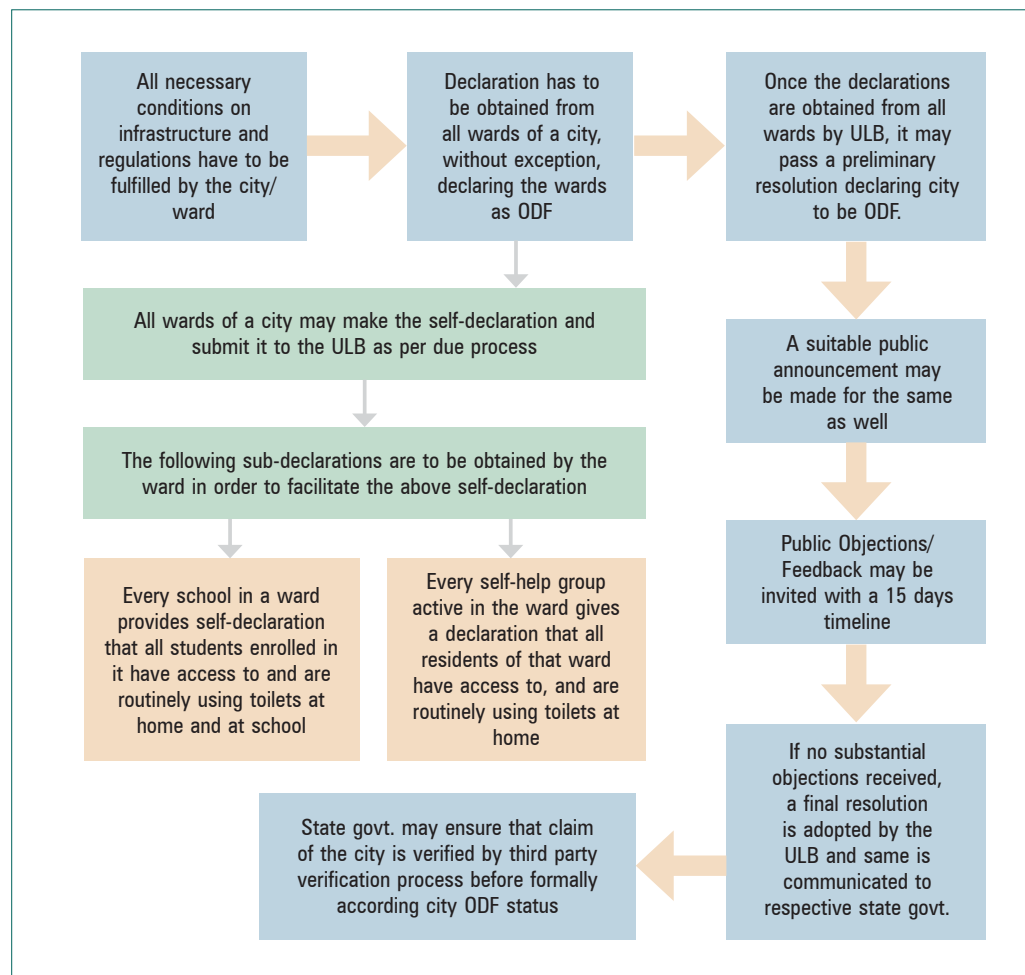 All necessary
conditions on
infrastructure and
regulations have to be
fulfilled by the city/
ward
Declaration has to
be obtained from
all wards of a city,
without exception,
declaring the wards
as ODF
Once the declarations
are obtained from all
wards by ULB, it may
pass a preliminary
resolution declaring city
to be ODF.
All wards of a city may make the self-declaration and
submit it to the ULB as per due process
The following sub-declarations are to be obtained by the
ward in order to facilitate the above self-declaration
Every school in a ward
provides self-declaration
that all students enrolled in
it have access to and are
routinely using toilets at
home and at school
Every self-help group
active in the ward gives
a declaration that all
residents of that ward
have access to, and are
routinely using toilets at
home
A suitable public
announcement may
be made for the same
as well
Public Objections/
Feedback may be
invited with a 15 days
timeline
If no substantial
objections received,
a final resolution
is adopted by the
ULB and same is
communicated to
respective state govt.
State govt. may ensure that claim
of the city is verified by third party
verification process before formally
according city ODF status